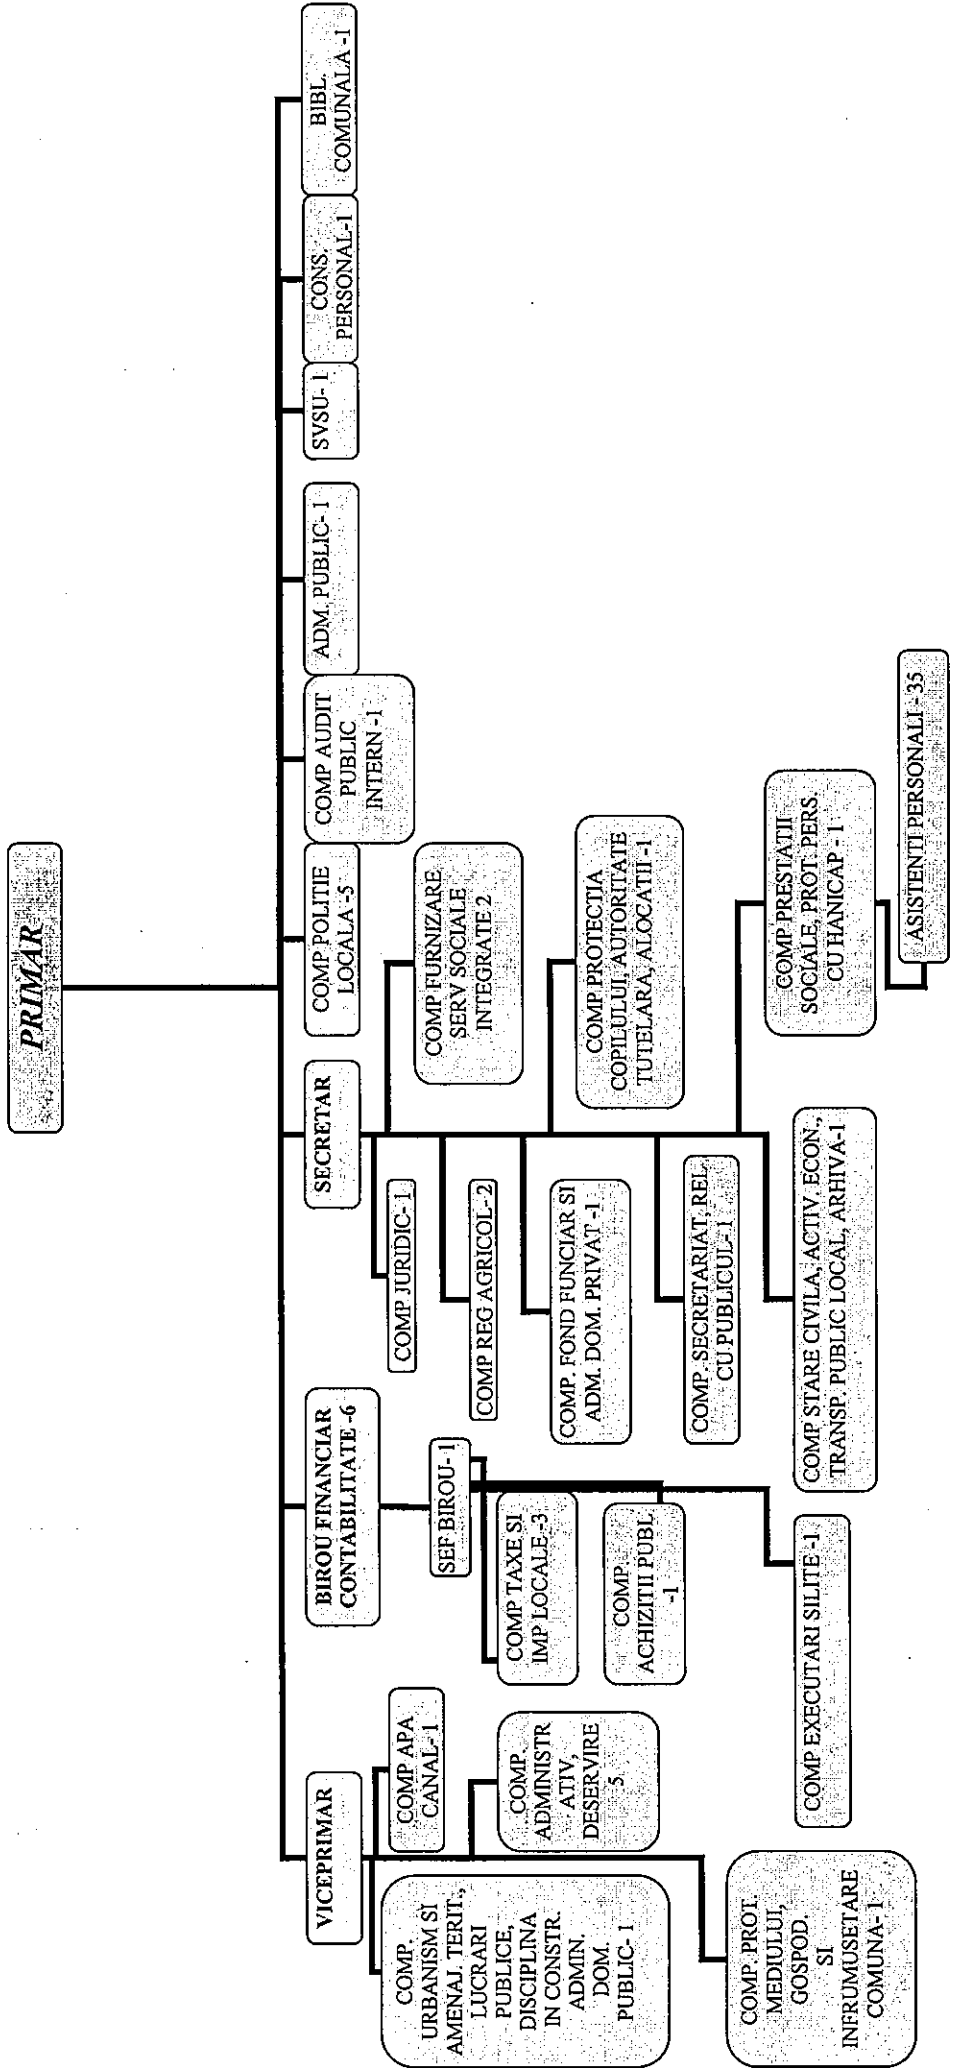 PRIMAR
VICEPRIMAR
BIROU FINANCIAR
CONTABILITATE -6
SECRETAR
COMP POLITIE
LOCALA -5
COMP AUDIT
PUBLIC
INTERN -1
ADM. PUBLIC- 1
SVSU- 1
CONS.
PERSONAL-1
BIBL.
COMUNALA -1
COMP.
URBANISM SI
AMENAJ. TERIT.,
LUCRARI
PUBLICE,
DISCIPLINA
IN CONSTR.
ADMN.
DOM.
PUBLIC- 1
COMP APA
CANAL- 1
COMP.
ADMINISTR
ATIV,
DESERVIRE
5
COMP. PROT.
MEDIULUI,
GOSPOD.
SI
INFRUMUSETARE
COMUNA- 1
SEF BIROU- 1
COMP TAXE SI
IMP LOCALE -3
COMP.
ACHIZITII PUBL
-1
COMP EXECUTARI SILITE -1
COMP JURIDIC- 1
COMP REG AGRICOL- 2
COMP. FOND FUNCIAR SI
ADM. DOM. PRIVAT -1
COMP. SECRETARIAT, REL.
CU PUBLICUL- 1
COMP STARE CIVILA, ACTIV. ECON.,
TRANSP. PUBLIC LOCAL, ARHIVA-1
COMP FURNIZARE
SERV SOCIALE
INTEGRATE 2
COMP PROTECTIA
COPILULUI, AUTORITATE
TUTELARA, ALOCATII -1
COMP PRESTATII
SOCIALE, PROT. PERS.
CU HANICAP - 1
ASISTENTI PERSONALI - 35